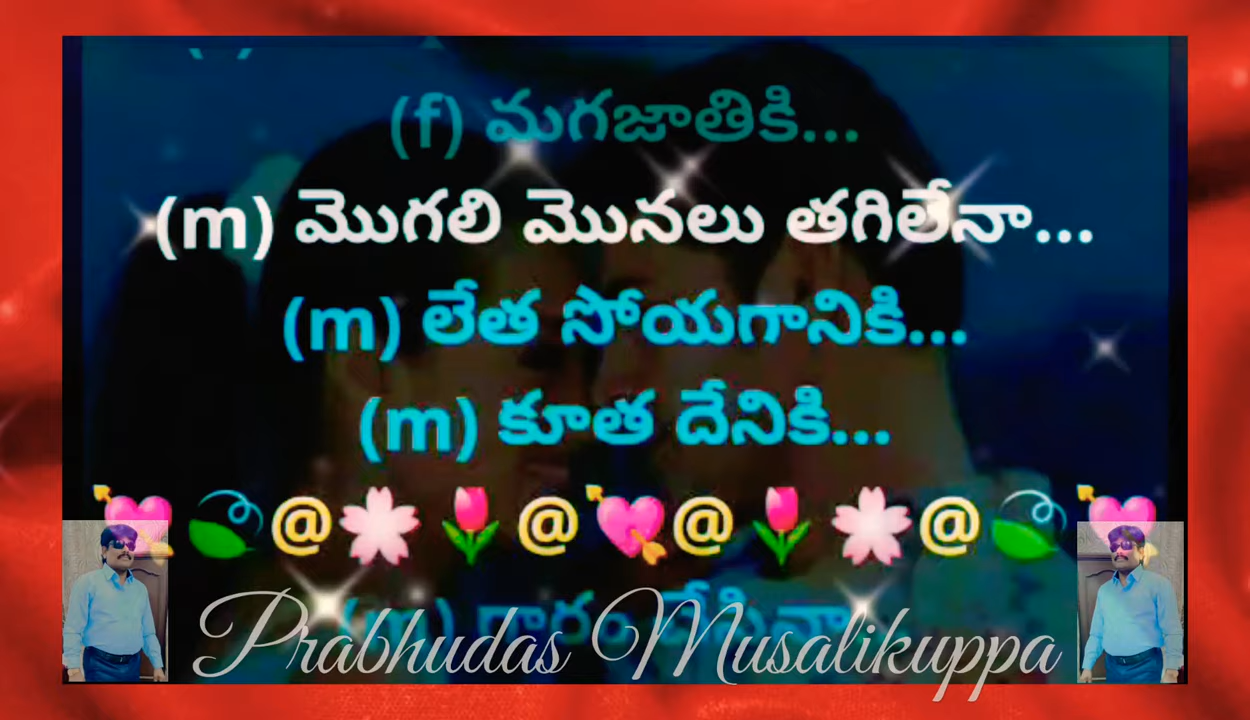 (f) మగజాతికి...
(m) మొగలి మొనలు తగిలేనా...
(m) లేత సోయగానికి...
(m) కూత దేనికి...
@ @ @ @
Prabhudas Musalikuppa